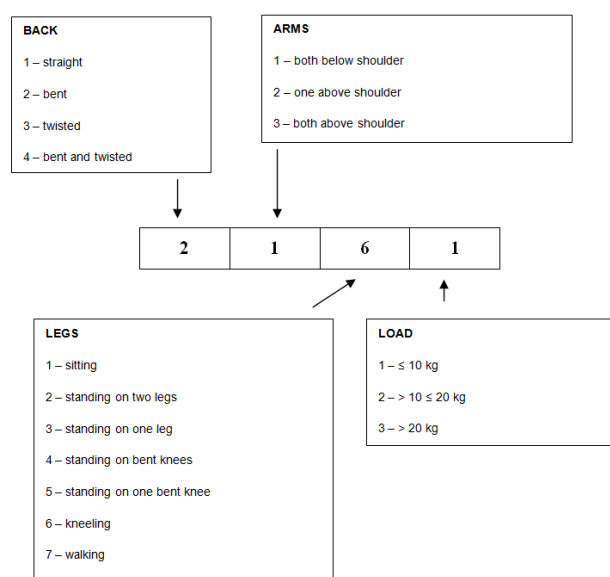 BACK
1 – straight
2 – bent
3 – twisted
4 – bent and twisted
ARMS
1 – both below shoulder
2 – one above shoulder
3 – both above shoulder
2 1 6 1
LEGS
1 – sitting
2 – standing on two legs
3 – standing on one leg
4 – standing on bent knees
5 – standing on one bent knee
6 – kneeling
7 – walking
LOAD
1 – ≤ 10 kg
2 – > 10 ≤ 20 kg
3 – > 20 kg